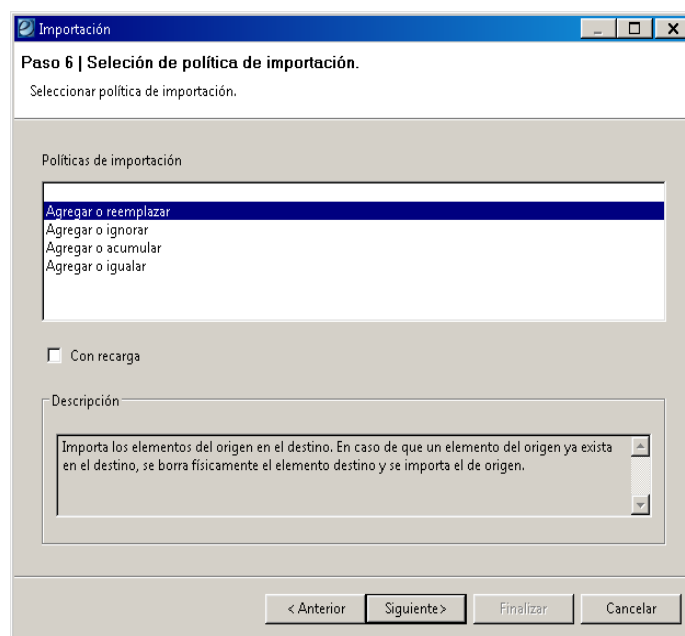 Importación
Paso 6 | Seleción de política de importación.
Seleccionar política de importación.
Políticas de importación
Agregar o reemplazar
Agregar o ignorar
Agregar o acumular
Agregar o igualar
Con recarga
Descripción
Importa los elementos del origen en el destino. En caso de que un elemento del origen ya exista
en el destino, se borra físicamente el elemento destino y se importa el de origen.
< Anterior Siguiente> Finalizar Cancelar